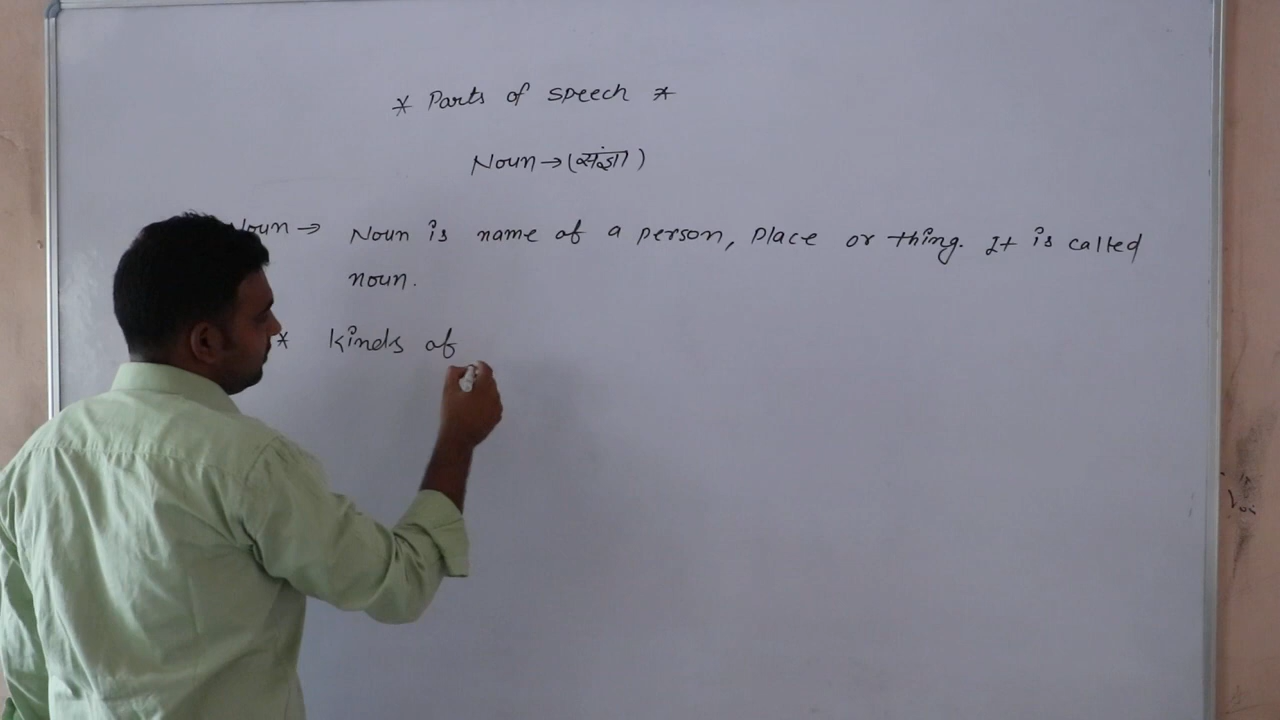 * Parts of speech *
Noun → (संज्ञा)
Noun → Noun is name of a person, place or thing. It is called
noun.
* kinds of